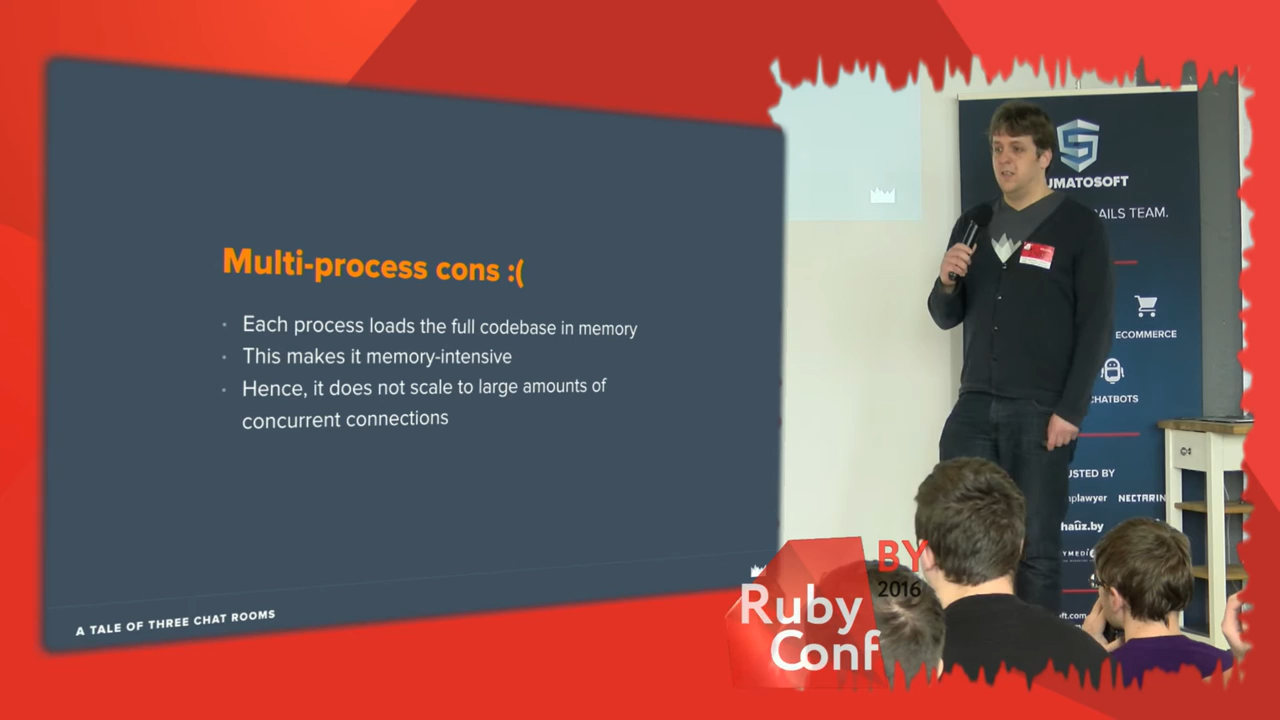 Multi-process cons :(
Each process loads the full codebase in memory
This makes it memory-intensive
Hence, it does not scale to large amounts of
concurrent connections
A TALE OF THREE CHAT ROOMS
UMATOSOFT
AILS TEAM.
ECOMMERCE
CHATBOTS
USTED BY
NECTARIN
haüz.by
BY
2016
Ruby
Conf